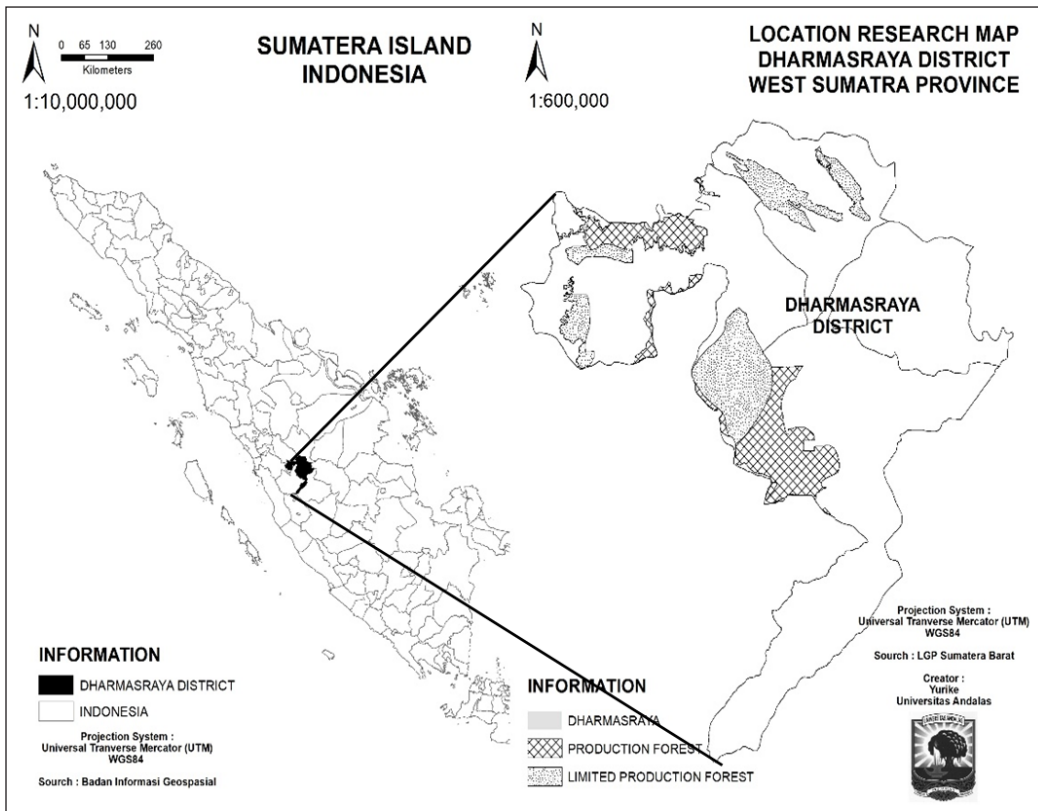 N
0 65 130 260
Kilometers
1:10,000,000
SUMATERA ISLAND
INDONESIA
INFORMATION
DHARMASRAYA DISTRICT
INDONESIA
Projection System :
Universal Tranverse Mercator (UTM)
WGS84
Sourch : Badan Informasi Geospasial
N
1:600,000
LOCATION RESEARCH MAP
DHARMASRAYA DISTRICT
WEST SUMATRA PROVINCE
DHARMASRAYA
DISTRICT
INFORMATION
DHARMASRAYA
PRODUCTION FOREST
LIMITED PRODUCTION FOREST
Projection System :
Universal Tranverse Mercator (UTM)
WGS84
Sourch : LGP Sumatera Barat
Creator :
Yurike
Universitas Andalas